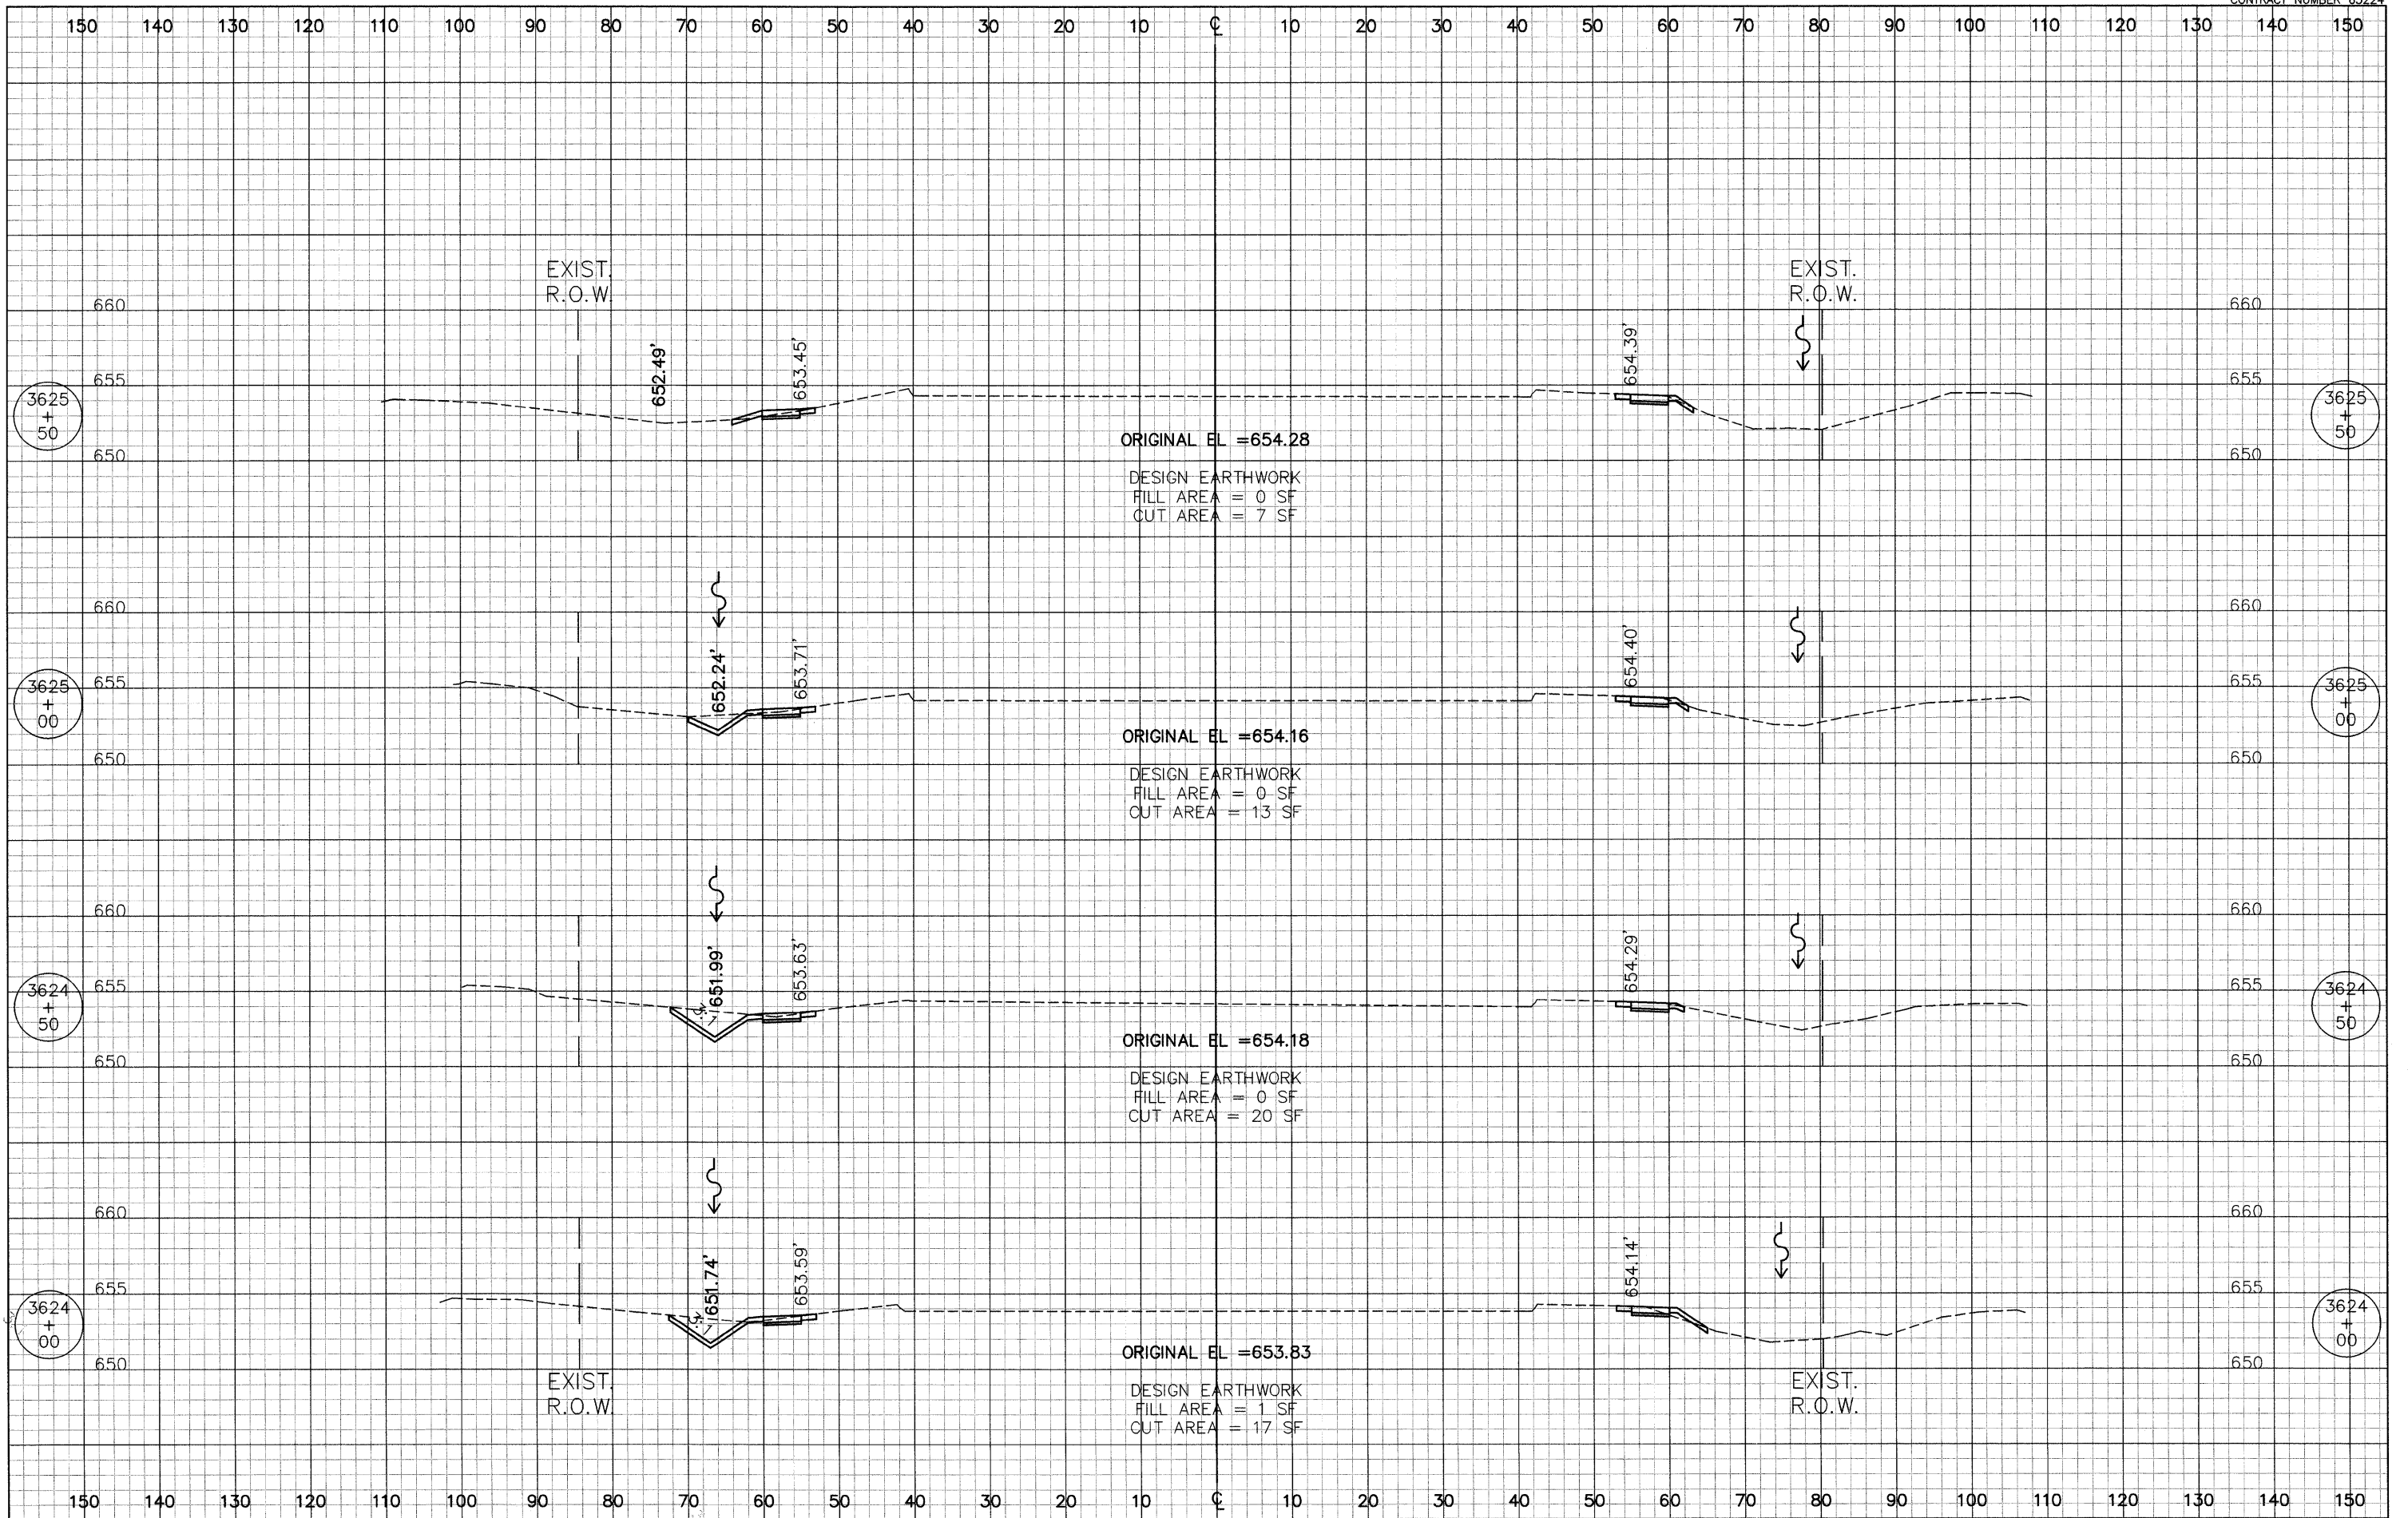 CONTRACT NUMBER 63224
150 140 130 120 110 100 90 80 70 60 50 40 30 20 10 ℄ 10 20 30 40 50 60 70 80 90 100 110 120 130 140 150
EXIST.
R.O.W.
EXIST.
R.O.W.
660
660
652.49'
653.45'
654.39'
655
655
3625
+
50
3625
+
50
650
650
ORIGINAL EL =654.28
DESIGN EARTHWORK
FILL AREA = 0 SF
CUT AREA = 7 SF
660
660
652.24'
653.71'
654.40'
655
655
3625
+
00
3625
+
00
650
650
ORIGINAL EL =654.16
DESIGN EARTHWORK
FILL AREA = 0 SF
CUT AREA = 13 SF
660
660
651.99'
653.63'
654.29'
655
655
3624
+
50
3624
+
50
3:1
650
650
ORIGINAL EL =654.18
DESIGN EARTHWORK
FILL AREA = 0 SF
CUT AREA = 20 SF
660
660
651.74'
653.59'
654.14'
655
655
3624
+
00
3624
+
00
3:1
650
650
ORIGINAL EL =653.83
EXIST.
R.O.W.
EXIST.
R.O.W.
DESIGN EARTHWORK
FILL AREA = 1 SF
CUT AREA = 17 SF
150 140 130 120 110 100 90 80 70 60 50 40 30 20 10 ℄ 10 20 30 40 50 60 70 80 90 100 110 120 130 140 150